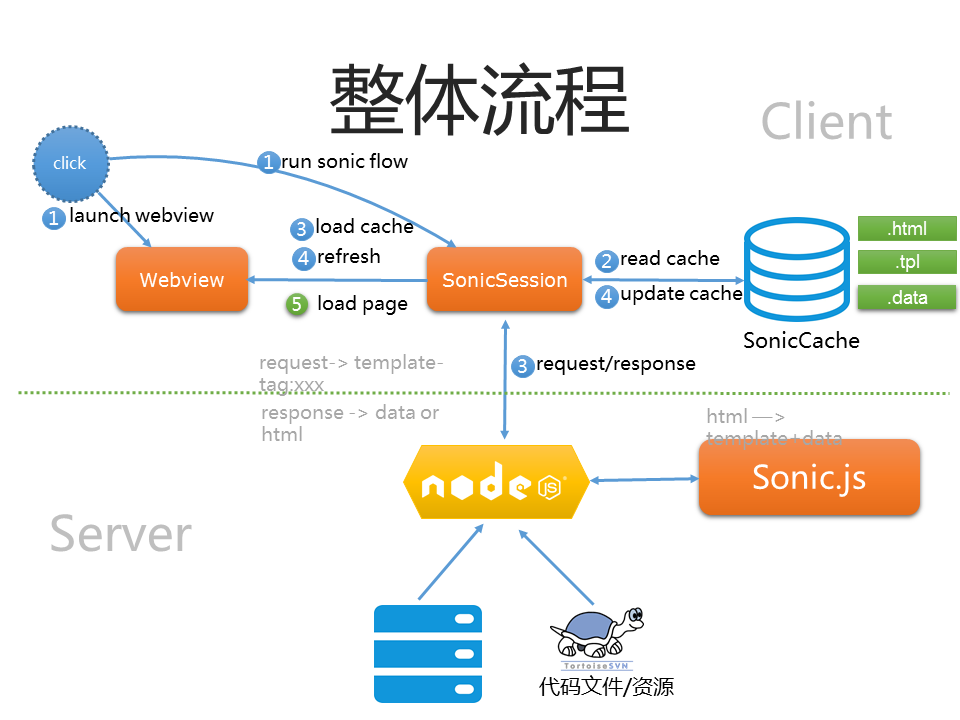 整体流程
Client
click
1 run sonic flow
1 launch webview
3 load cache
4 refresh
5 load page
Webview
SonicSession
2 read cache
4 update cache
.html
.tpl
.data
SonicCache
3 request/response
request-> template-
tag:xxx
response -> data or
html
html —>
template+data
node
JS
Sonic.js
Server
TortoiseSVN
代码文件/资源